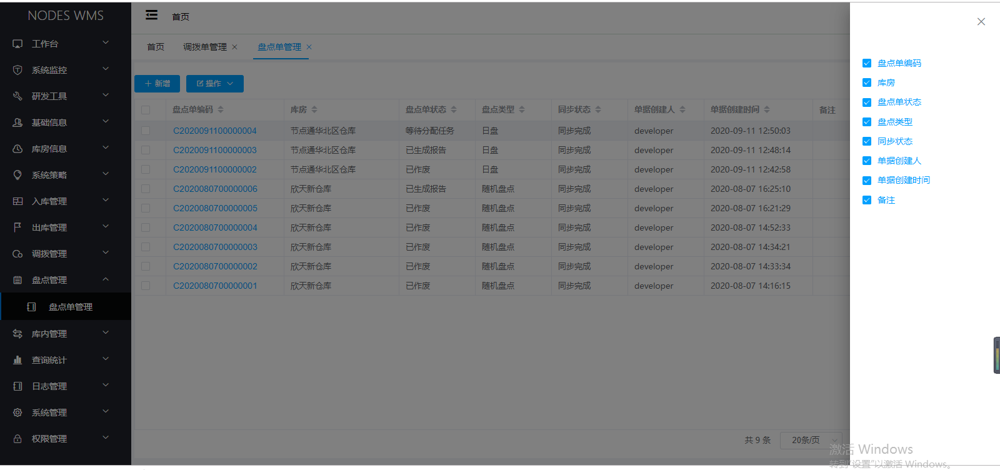 NODES WMS
工作台
系统监控
研发工具
基础信息
库房信息
系统策略
入库管理
出库管理
调拨管理
盘点管理
盘点单管理
库内管理
查询统计
日志管理
系统管理
权限管理
首页
首页 调拨单管理 盘点单管理
新增 操作
盘点单编码 库房 盘点单状态 盘点类型 同步状态 单据创建人 单据创建时间 备注
C2020091100000004 节点通华北区仓库 等待分配任务 日盘 同步完成 developer 2020-09-11 12:50:03
C2020091100000003 节点通华北区仓库 已生成报告 日盘 同步完成 developer 2020-09-11 12:48:14
C2020091100000002 节点通华北区仓库 已作废 日盘 同步完成 developer 2020-09-11 12:42:58
C2020080700000006 欣天新仓库 已生成报告 随机盘点 同步完成 developer 2020-08-07 16:25:10
C2020080700000005 欣天新仓库 已作废 随机盘点 同步完成 developer 2020-08-07 16:21:29
C2020080700000004 欣天新仓库 已作废 随机盘点 同步完成 developer 2020-08-07 14:52:33
C2020080700000003 欣天新仓库 已作废 随机盘点 同步完成 developer 2020-08-07 14:34:21
C2020080700000002 欣天新仓库 已作废 随机盘点 同步完成 developer 2020-08-07 14:33:34
C2020080700000001 欣天新仓库 已作废 随机盘点 同步完成 developer 2020-08-07 14:16:15
共 9 条 20条/页
盘点单编码
库房
盘点单状态
盘点类型
同步状态
单据创建人
单据创建时间
备注
激活 Windows
转到“设置”以激活 Windows。